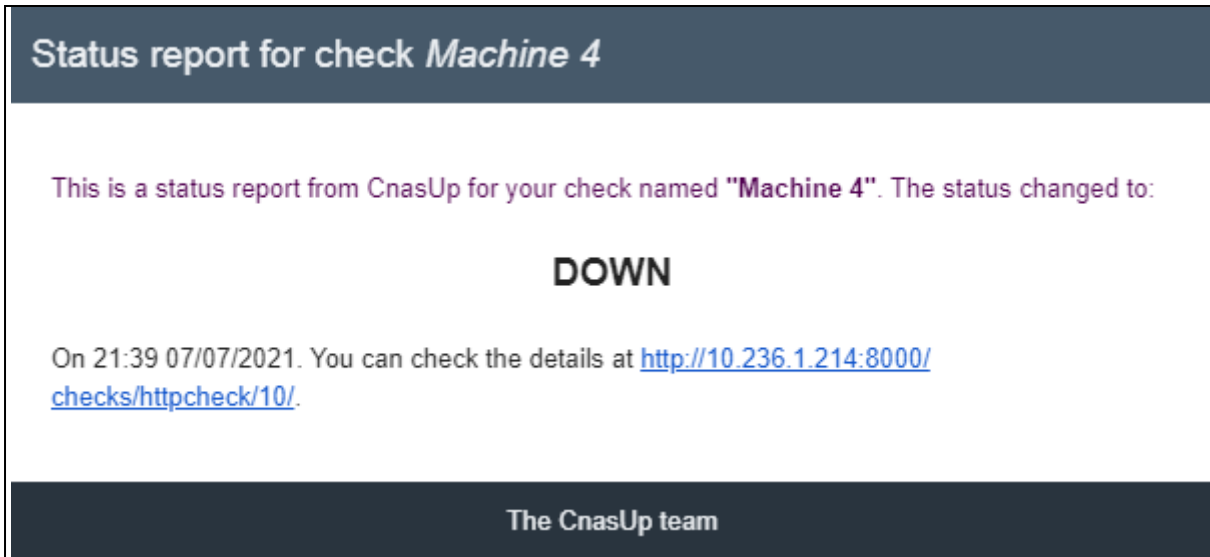 Status report for check Machine 4
This is a status report from CnasUp for your check named "Machine 4". The status changed to:
DOWN
On 21:39 07/07/2021. You can check the details at http://10.236.1.214:8000/
checks/httpcheck/10/.
The CnasUp team